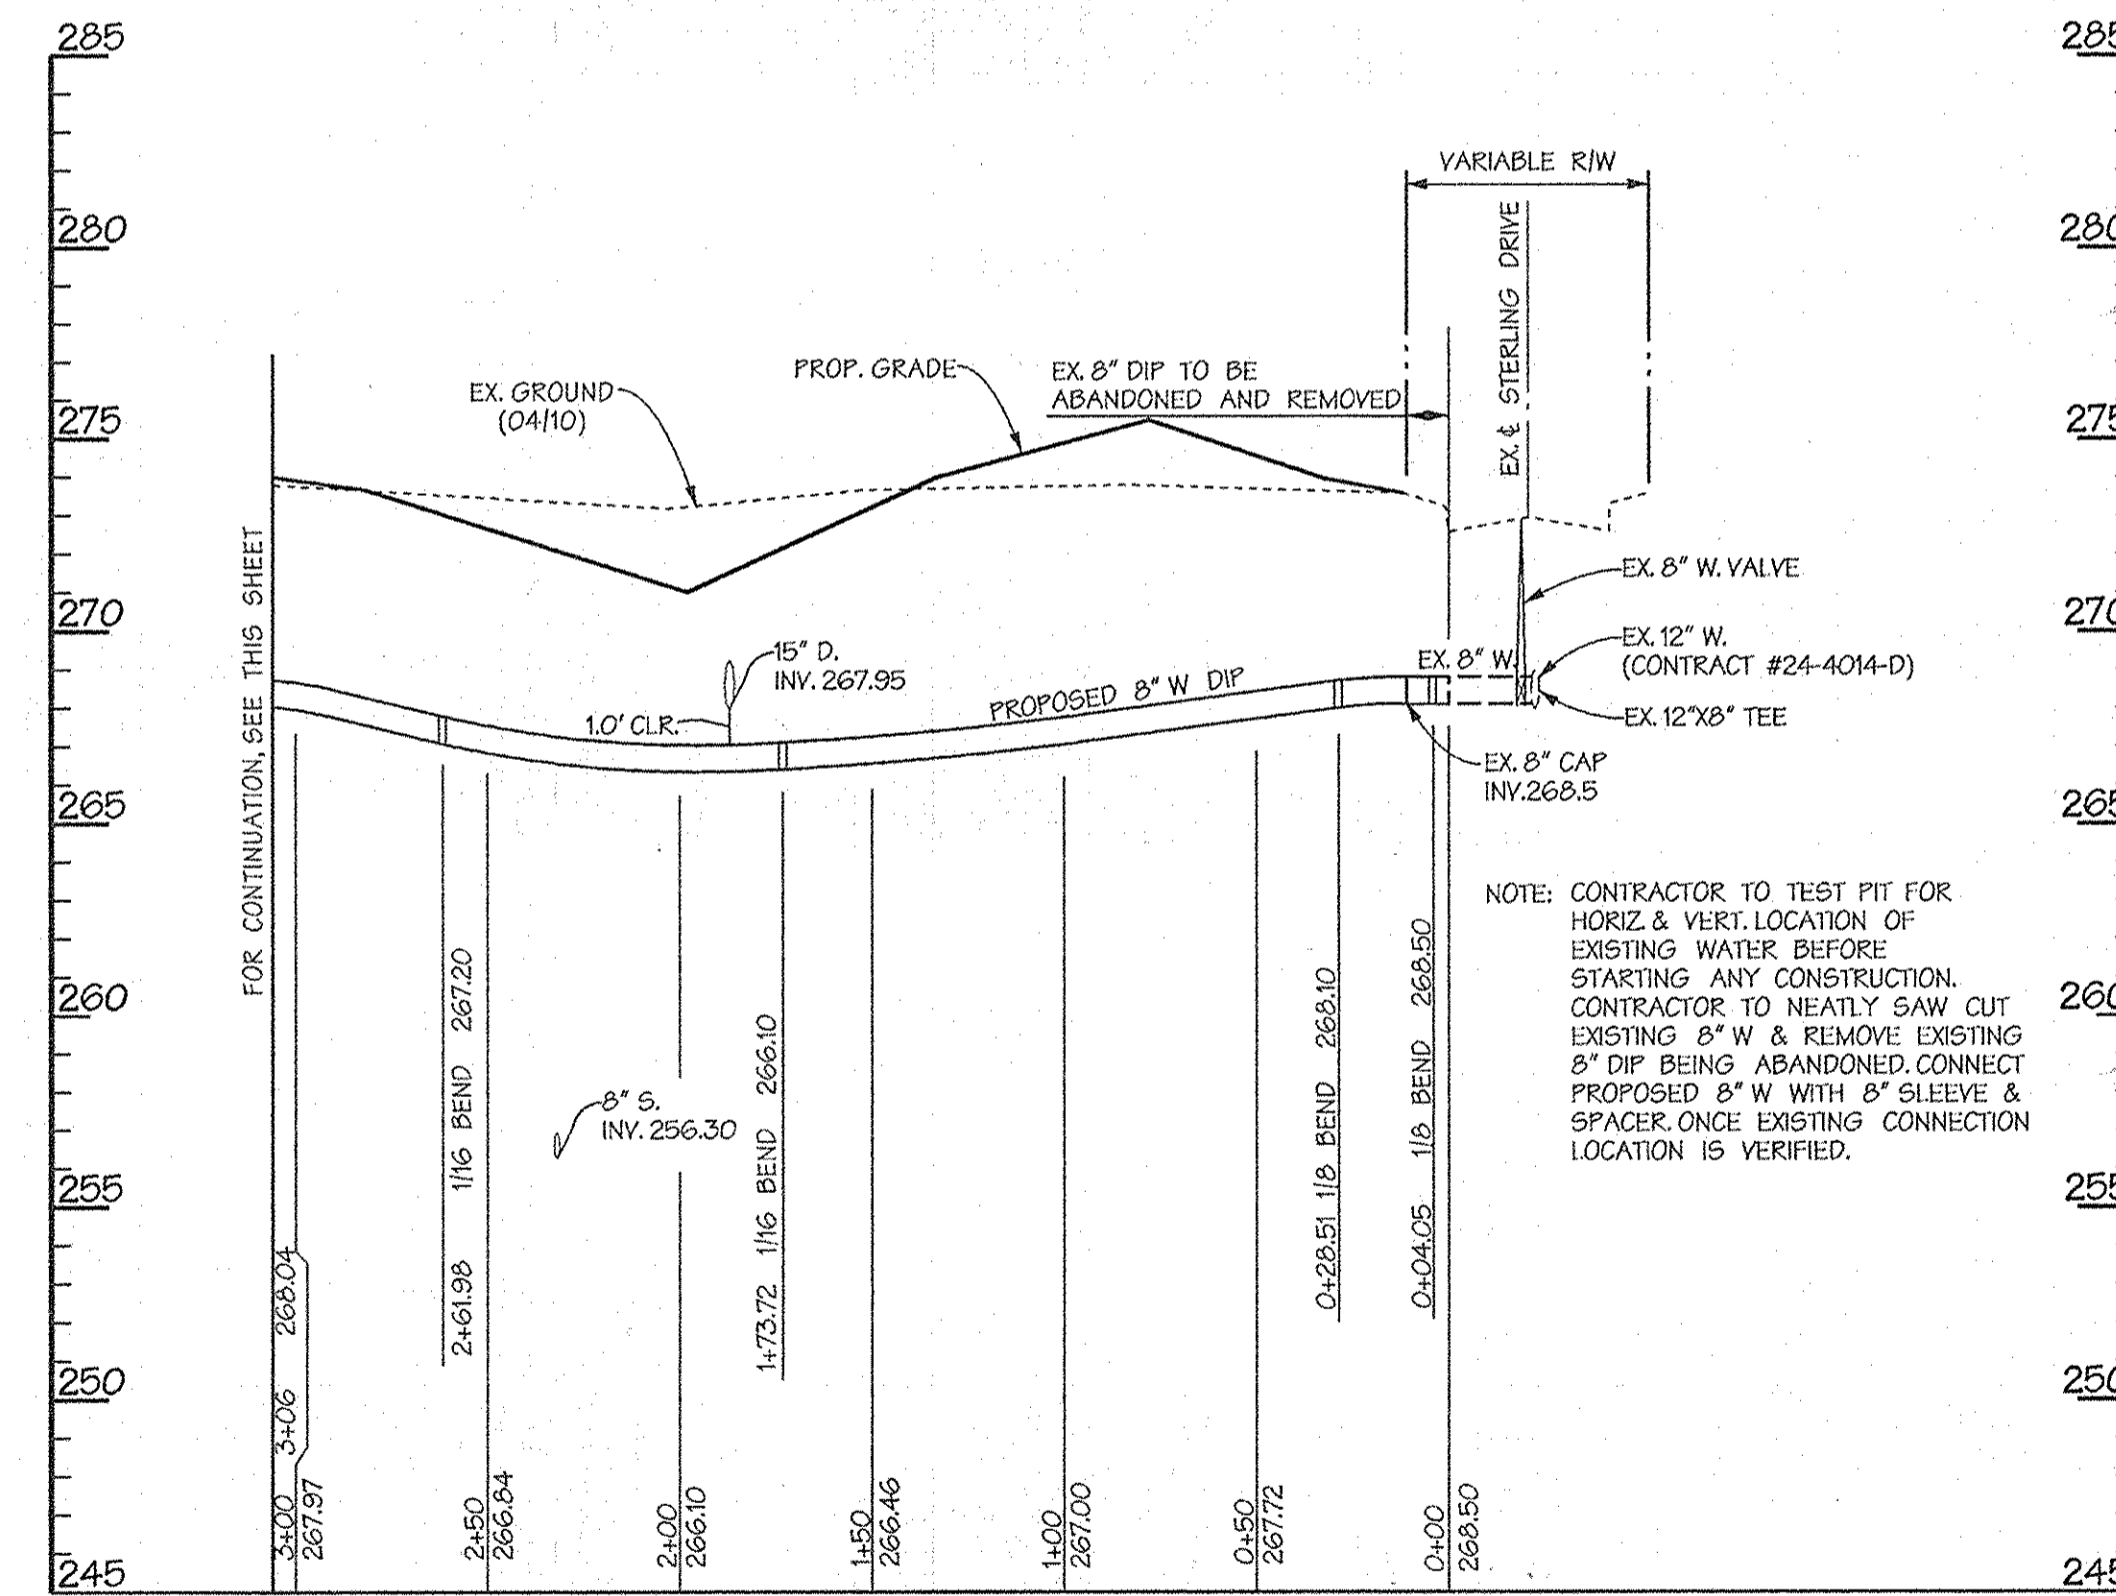 285
285
VARIABLE R/W
280
280
EX. ℄ STERLING DRIVE
PROP. GRADE
EX. 8" DIP TO BE
ABANDONED AND REMOVED
EX. GROUND
(04/10)
275
275
EX. 8" W. VALVE
270
270
FOR CONTINUATION, SEE THIS SHEET
15" D.
INV. 267.95
EX. 8" W.
EX. 12" W.
(CONTRACT #24-4014-D)
PROPOSED 8" W DIP
1.0' CLR.
EX. 12"X8" TEE
EX. 8" CAP
INV.268.5
265
265
NOTE: CONTRACTOR TO TEST PIT FOR
HORIZ. & VERT. LOCATION OF
EXISTING WATER BEFORE
STARTING ANY CONSTRUCTION.
CONTRACTOR TO NEATLY SAW CUT
EXISTING 8" W & REMOVE EXISTING
8" DIP BEING ABANDONED. CONNECT
PROPOSED 8" W WITH 8" SLEEVE &
SPACER. ONCE EXISTING CONNECTION
LOCATION IS VERIFIED.
260
260
2+61.98 1/16 BEND 267.20
8" S.
INV. 256.30
1+73.72 1/16 BEND 266.10
0+28.51 1/8 BEND 268.10
0+04.05 1/8 BEND 268.50
255
255
3+06 268.04
250
250
3+00
267.97
2+50
266.84
2+00
266.10
1+50
266.46
1+00
267.00
0+50
267.72
0+00
268.50
245
245